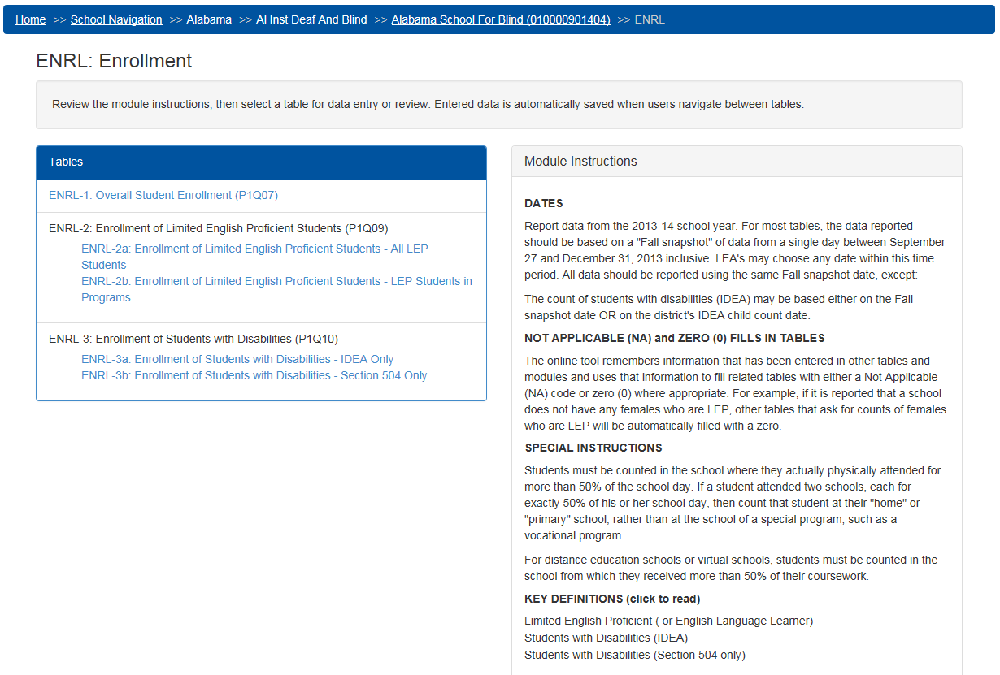 Home >> School Navigation >> Alabama >> Al Inst Deaf And Blind >> Alabama School For Blind (010000901404) >> ENRL
ENRL: Enrollment
Review the module instructions, then select a table for data entry or review. Entered data is automatically saved when users navigate between tables.
Tables
ENRL-1: Overall Student Enrollment (P1Q07)
ENRL-2: Enrollment of Limited English Proficient Students (P1Q09)
ENRL-2a: Enrollment of Limited English Proficient Students - All LEP
Students
ENRL-2b: Enrollment of Limited English Proficient Students - LEP Students in
Programs
ENRL-3: Enrollment of Students with Disabilities (P1Q10)
ENRL-3a: Enrollment of Students with Disabilities - IDEA Only
ENRL-3b: Enrollment of Students with Disabilities - Section 504 Only
Module Instructions
DATES
Report data from the 2013-14 school year. For most tables, the data reported
should be based on a "Fall snapshot" of data from a single day between September
27 and December 31, 2013 inclusive. LEA's may choose any date within this time
period. All data should be reported using the same Fall snapshot date, except:
The count of students with disabilities (IDEA) may be based either on the Fall
snapshot date OR on the district's IDEA child count date.
NOT APPLICABLE (NA) and ZERO (0) FILLS IN TABLES
The online tool remembers information that has been entered in other tables and
modules and uses that information to fill related tables with either a Not Applicable
(NA) code or zero (0) where appropriate. For example, if it is reported that a school
does not have any females who are LEP, other tables that ask for counts of females
who are LEP will be automatically filled with a zero.
SPECIAL INSTRUCTIONS
Students must be counted in the school where they actually physically attended for
more than 50% of the school day. If a student attended two schools, each for
exactly 50% of his or her school day, then count that student at their "home" or
"primary" school, rather than at the school of a special program, such as a
vocational program.
For distance education schools or virtual schools, students must be counted in the
school from which they received more than 50% of their coursework.
KEY DEFINITIONS (click to read)
Limited English Proficient ( or English Language Learner)
Students with Disabilities (IDEA)
Students with Disabilities (Section 504 only)